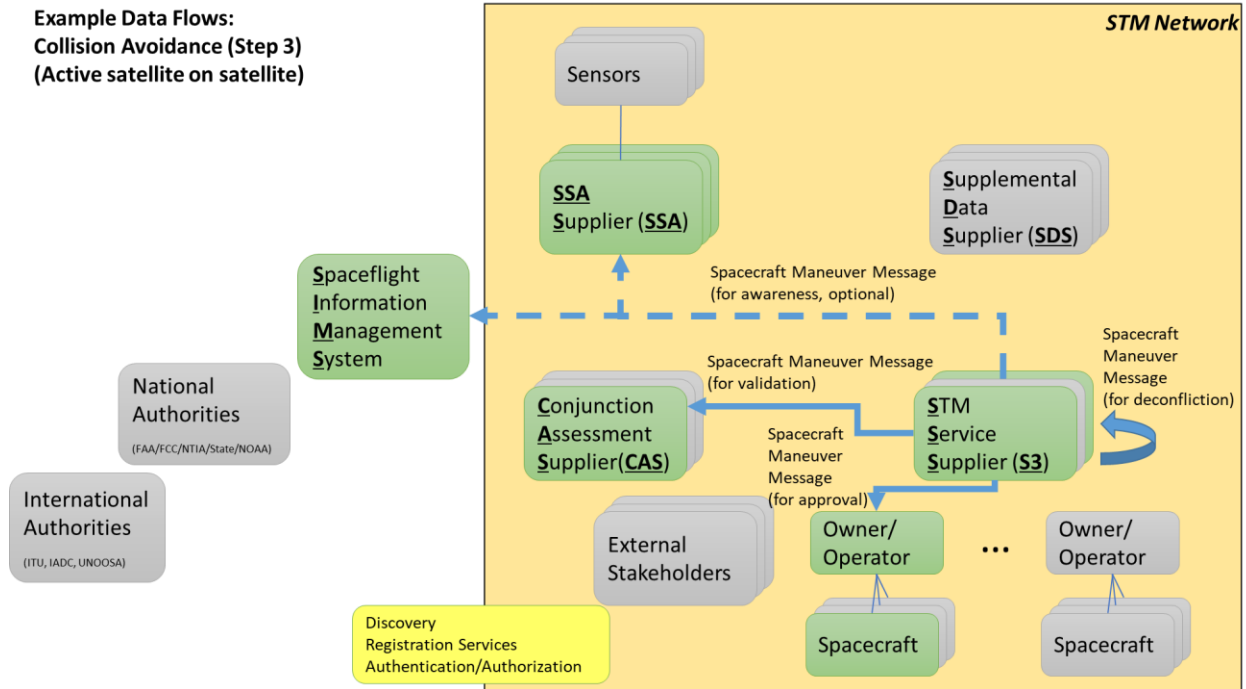 Example Data Flows:
Collision Avoidance (Step 3)
(Active satellite on satellite)
STM Network
Sensors
SSA
Supplier (SSA)
Supplemental
Data
Supplier (SDS)
Spaceflight
Information
Management
System
Spacecraft Maneuver Message
(for awareness, optional)
Spacecraft Maneuver Message
(for validation)
Spacecraft
Maneuver
Message
(for deconfliction)
National
Authorities
(FAA/FCC/NTIA/State/NOAA)
Conjunction
Assessment
Supplier(CAS)
STM
Service
Supplier (S3)
Spacecraft
Maneuver
Message
(for approval)
International
Authorities
(ITU, IADC, UNOOSA)
External
Stakeholders
Owner/
Operator
...
Owner/
Operator
Spacecraft
Spacecraft
Discovery
Registration Services
Authentication/Authorization